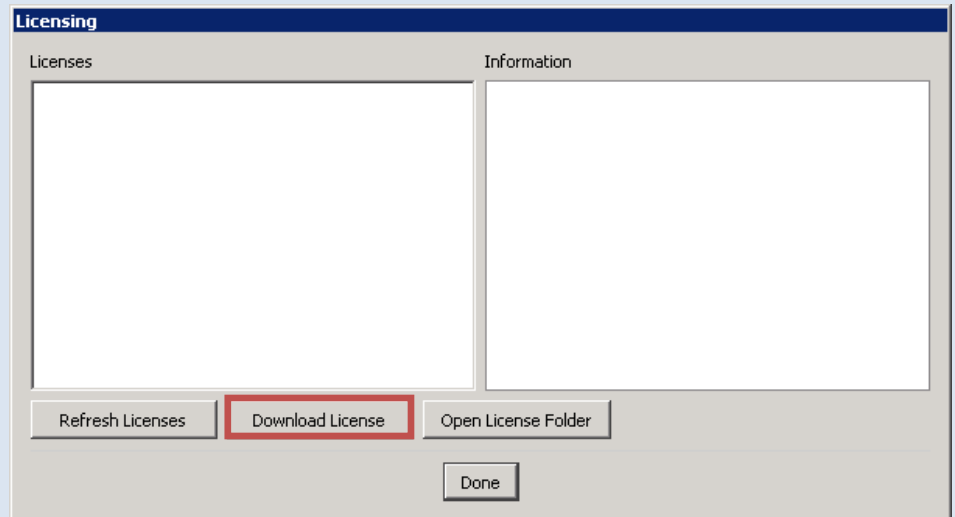 Licensing
Licenses
Information
Refresh Licenses
Download License
Open License Folder
Done